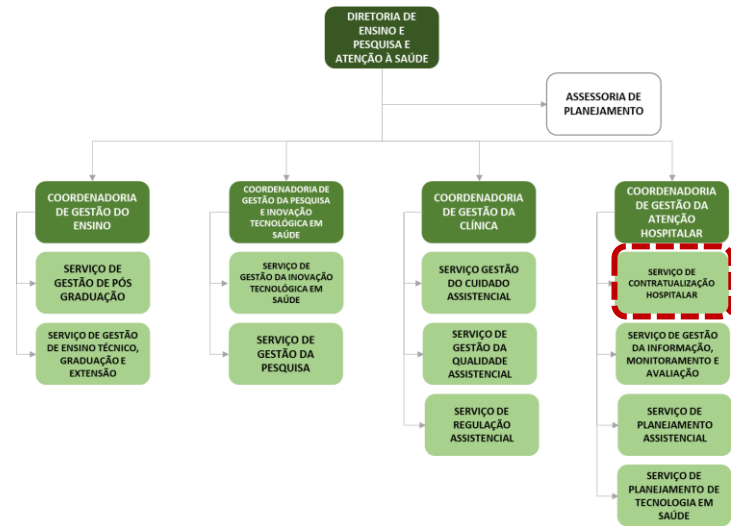 DIRETORIA DE
ENSINO E
PESQUISA E
ATENÇÃO À SAÚDE
ASSESSORIA DE
PLANEJAMENTO
COORDENADORIA
DE GESTÃO DO
ENSINO
SERVIÇO DE
GESTÃO DE PÓS
GRADUAÇÃO
SERVIÇO DE GESTÃO
DE ENSINO TÉCNICO,
GRADUAÇÃO E
EXTENSÃO
COORDENADORIA DE
GESTÃO DA PESQUISA
E INOVAÇÃO
TECNOLÓGICA EM
SAÚDE
SERVIÇO DE
GESTÃO DA INOVAÇÃO
TECNOLÓGICA EM
SAÚDE
SERVIÇO DE
GESTÃO DA
PESQUISA
COORDENADORIA
DE GESTÃO DA
CLÍNICA
SERVIÇO GESTÃO
DO CUIDADO
ASSISTENCIAL
SERVIÇO DE
GESTÃO DA
QUALIDADE
ASSISTENCIAL
SERVIÇO DE
REGULAÇÃO
ASSISTENCIAL
COORDENADORIA
DE GESTÃO DA
ATENÇÃO
HOSPITALAR
SERVIÇO DE
CONTRATUALIZAÇÃO
HOSPITALAR
SERVIÇO DE GESTÃO
DA INFORMAÇÃO,
MONITORAMENTO E
AVALIAÇÃO
SERVIÇO DE
PLANEJAMENTO
ASSISTENCIAL
SERVIÇO DE
PLANEJAMENTO DE
TECNOLOGIA EM
SAÚDE